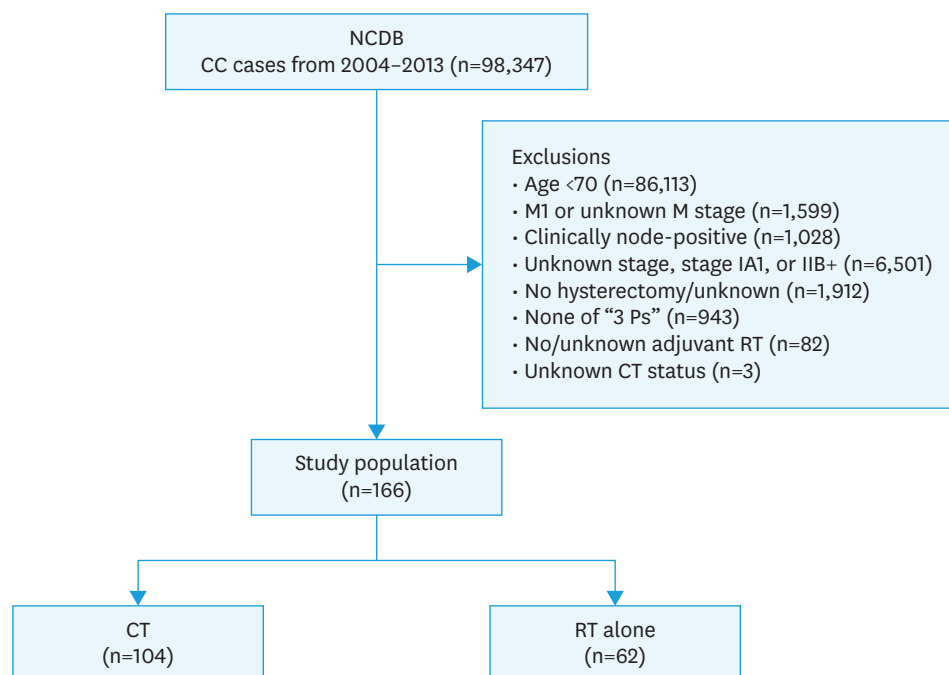 NCDB
CC cases from 2004–2013 (n=98,347)
Exclusions
· Age <70 (n=86,113)
· M1 or unknown M stage (n=1,599)
· Clinically node-positive (n=1,028)
· Unknown stage, stage IA1, or IIB+ (n=6,501)
· No hysterectomy/unknown (n=1,912)
· None of “3 Ps” (n=943)
· No/unknown adjuvant RT (n=82)
· Unknown CT status (n=3)
Study population
(n=166)
CT
(n=104)
RT alone
(n=62)